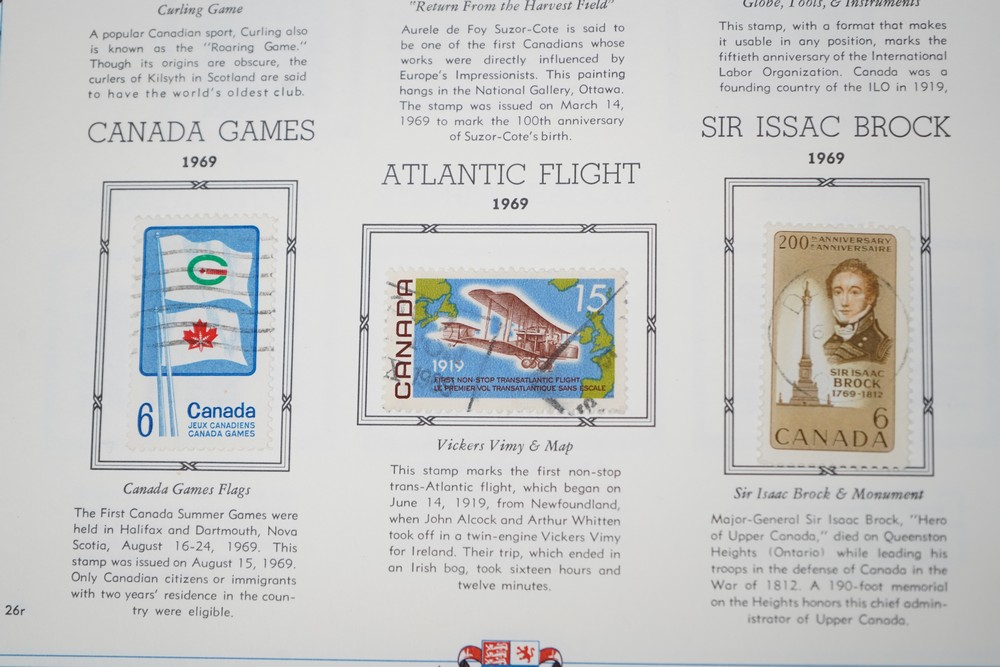 Curling Game
A popular Canadian sport, Curling also
is known as the "Roaring Game."
Though its origins are obscure, the
curlers of Kilsyth in Scotland are said
to have the world's oldest club.
CANADA GAMES
1969
6 Canada
JEUX CANADIENS
CANADA GAMES
Canada Games Flags
The First Canada Summer Games were
held in Halifax and Dartmouth, Nova
Scotia, August 16-24, 1969. This
stamp was issued on August 15, 1969.
Only Canadian citizens or immigrants
with two years' residence in the coun-
try were eligible.
26r
"Return From the Harvest Field"
Aurele de Foy Suzor-Cote is said to
be one of the first Canadians whose
works were directly influenced by
Europe's Impressionists. This painting
hangs in the National Gallery, Ottawa.
The stamp was issued on March 14,
1969 to mark the 100th anniversary
of Suzor-Cote's birth.
ATLANTIC FLIGHT
1969
CANADA
15
1919
FIRST NON-STOP TRANSATLANTIC FLIGHT
LE PREMIER VOL TRANSATLANTIQUE SANS ESCALE
Vickers Vimy & Map
This stamp marks the first non-stop
trans-Atlantic flight, which began on
June 14, 1919, from Newfoundland,
when John Alcock and Arthur Whitten
took off in a twin-engine Vickers Vimy
for Ireland. Their trip, which ended in
an Irish bog, took sixteen hours and
twelve minutes.
Globe, Tools, & Instruments
This stamp, with a format that makes
it usable in any position, marks the
fiftieth anniversary of the International
Labor Organization. Canada was a
founding country of the ILO in 1919,
SIR ISSAC BROCK
1969
200TH ANNIVERSARY
ANNIVERSAIRE
SIR ISAAC
BROCK
1769-1812
6
CANADA
Sir Isaac Brock & Monument
Major-General Sir Isaac Brock, "Hero
of Upper Canada," died on Queenston
Heights (Ontario) while leading his
troops in the defense of Canada in the
War of 1812. A 190-foot memorial
on the Heights honors this chief admin-
istrator of Upper Canada.